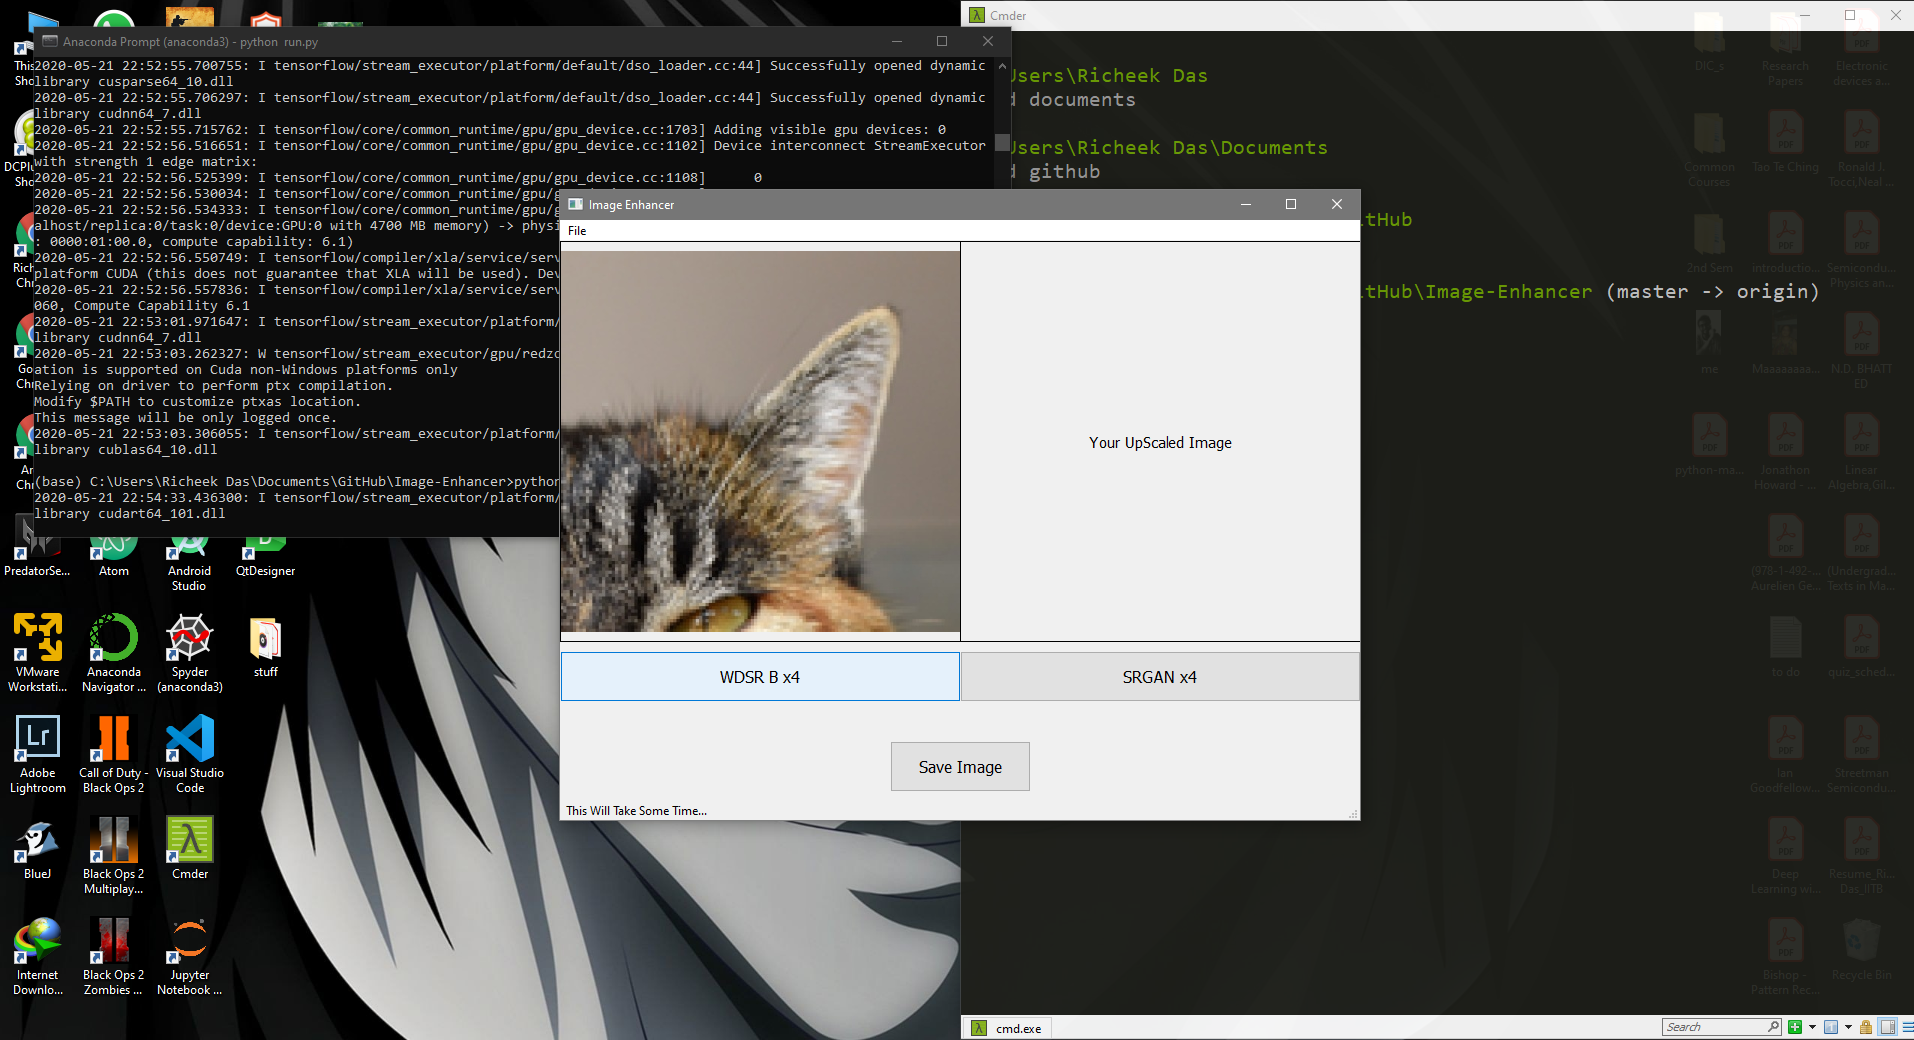 Anaconda Prompt (anaconda3) - python  run.py
2020-05-21 22:52:55.700755: I tensorflow/stream_executor/platform/default/dso_loader.cc:44] Successfully opened dynamic
library cusparse64_10.dll
2020-05-21 22:52:55.706297: I tensorflow/stream_executor/platform/default/dso_loader.cc:44] Successfully opened dynamic
library cudnn64_7.dll
2020-05-21 22:52:55.715762: I tensorflow/core/common_runtime/gpu/gpu_device.cc:1703] Adding visible gpu devices: 0
2020-05-21 22:52:56.516651: I tensorflow/core/common_runtime/gpu/gpu_device.cc:1102] Device interconnect StreamExecutor
with strength 1 edge matrix:
2020-05-21 22:52:56.525399: I tensorflow/core/common_runtime/gpu/gpu_device.cc:1108]      0
2020-05-21 22:52:56.530034: I tensorflow/core/common_runtime/gpu/g
2020-05-21 22:52:56.534333: I tensorflow/core/common_runtime/gpu/g
alhost/replica:0/task:0/device:GPU:0 with 4700 MB memory) -> physi
: 0000:01:00.0, compute capability: 6.1)
2020-05-21 22:52:56.550749: I tensorflow/compiler/xla/service/serv
platform CUDA (this does not guarantee that XLA will be used). Dev
2020-05-21 22:52:56.557836: I tensorflow/compiler/xla/service/serv
060, Compute Capability 6.1
2020-05-21 22:53:01.971647: I tensorflow/stream_executor/platform/
library cudnn64_7.dll
2020-05-21 22:53:03.262327: W tensorflow/stream_executor/gpu/redzo
ation is supported on Cuda non-Windows platforms only
Relying on driver to perform ptx compilation.
Modify $PATH to customize ptxas location.
This message will be only logged once.
2020-05-21 22:53:03.306055: I tensorflow/stream_executor/platform/
library cublas64_10.dll
(base) C:\Users\Richeek Das\Documents\GitHub\Image-Enhancer>python
2020-05-21 22:54:33.436300: I tensorflow/stream_executor/platform/
library cudart64_101.dll
Cmder
Users\Richeek Das
d documents
Users\Richeek Das\Documents
d github
tHub
tHub\Image-Enhancer (master -> origin)
Image Enhancer
File
Your UpScaled Image
WDSR B x4
SRGAN x4
Save Image
This Will Take Some Time...
This
Sho
DCPlu
Sho
Rich
Chr
Go
Chr
An
Chr
PredatorSe...
Atom
Android
Studio
QtDesigner
VMware
Workstati...
Anaconda
Navigator ...
Spyder
(anaconda3)
stuff
Lr
Adobe
Lightroom
Call of Duty -
Black Ops 2
Visual Studio
Code
BlueJ
Black Ops 2
Multiplay...
Cmder
Internet
Downlo...
Black Ops 2
Zombies ...
Jupyter
Notebook ...
DIC_s
Research
Papers
Electronic
devices a...
Common
Courses
Tao Te Ching
Ronald J.
Tocci,Neal ...
2nd Sem
introductio...
Semicondu...
Physics an...
me
Maaaaaaa...
N.D. BHATT
ED
python-ma...
Jonathon
Howard - ...
Linear
Algebra,Gil...
(978-1-492-...
Aurelien Ge...
(Undergrad...
Texts in Ma...
to do
quiz_sched...
Ian
Goodfellow...
Streetman
Semicondu...
Deep
Learning wi...
Resume_Ri...
Das_IITB
Bishop -
Pattern Rec...
Recycle Bin
cmd.exe
Search